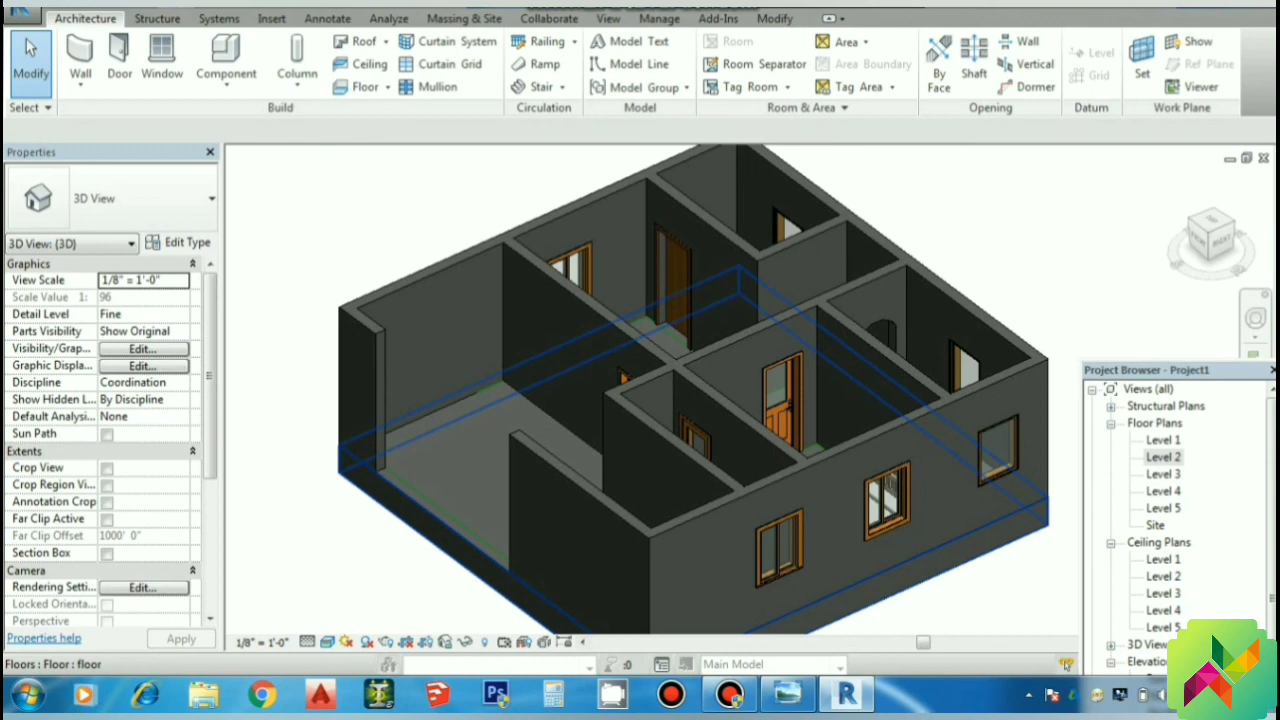 Architecture Structure Systems Insert Annotate Analyze Massing & Site Collaborate View Manage Add-Ins Modify
Modify
Wall
Door
Window
Component
Column
Roof
Ceiling
Floor
Curtain System
Curtain Grid
Mullion
Railing
Ramp
Stair
Model Text
Model Line
Model Group
Room
Room Separator
Tag Room
Area
Area Boundary
Tag Area
By
Face
Shaft
Wall
Vertical
Dormer
Level
Grid
Set
Show
Ref Plane
Viewer
Select
Build
Circulation
Model
Room & Area
Opening
Datum
Work Plane
Properties
3D View
3D View: {3D}
Edit Type
Graphics
View Scale 1/8" = 1'-0"
Scale Value 1: 96
Detail Level Fine
Parts Visibility Show Original
Visibility/Grap... Edit...
Graphic Displa... Edit...
Discipline Coordination
Show Hidden L... By Discipline
Default Analysi... None
Sun Path
Extents
Crop View
Crop Region Vi...
Annotation Crop
Far Clip Active
Far Clip Offset 1000' 0"
Section Box
Camera
Rendering Setti... Edit...
Locked Orienta...
Perspective
Properties help
Apply
TOP
RIGHT
Project Browser - Project1
Views (all)
Structural Plans
Floor Plans
Level 1
Level 2
Level 3
Level 4
Level 5
Site
Ceiling Plans
Level 1
Level 2
Level 3
Level 4
Level 5
3D View
Elevatio
1/8" = 1'-0"
Floors : Floor : floor
:0
Main Model
Ps
R